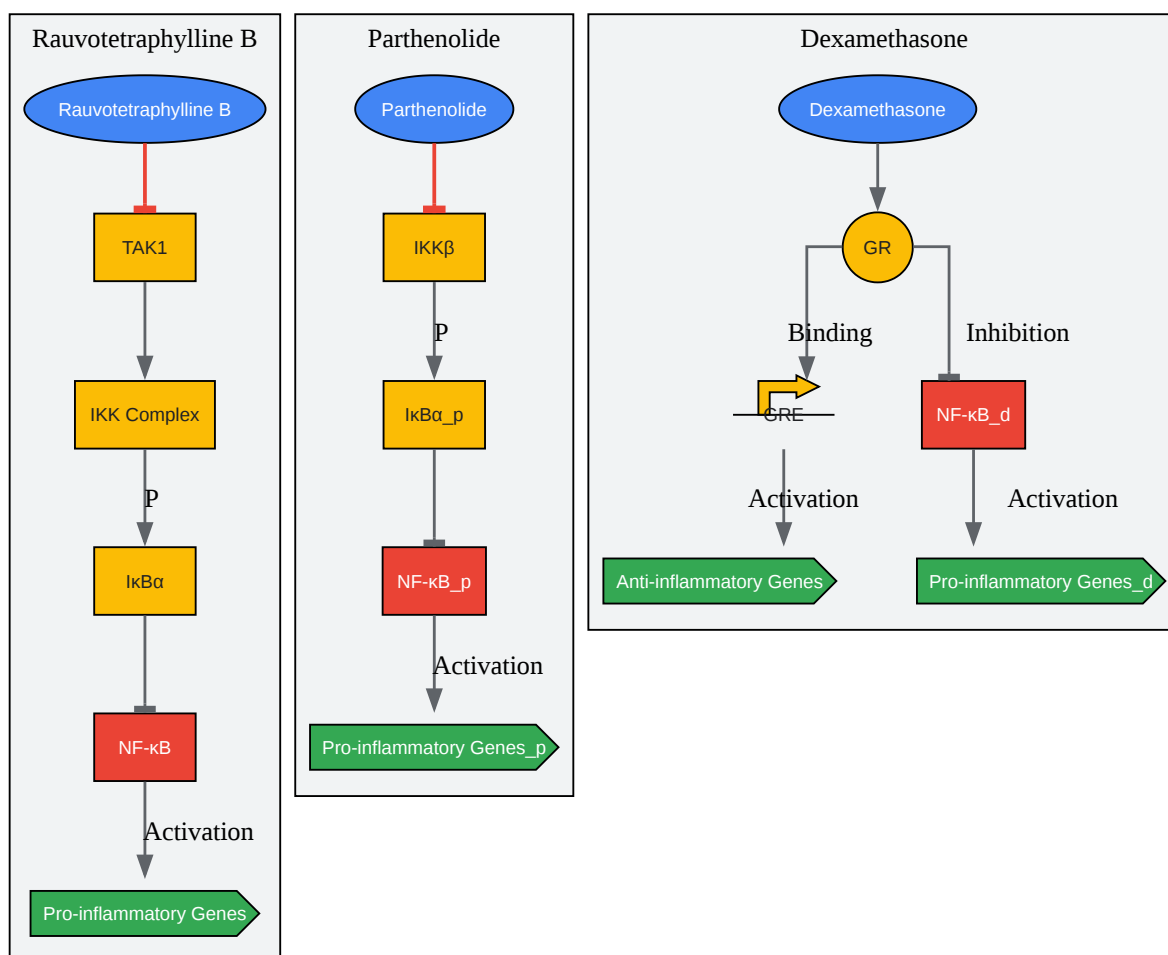 Rauvotetraphylline B
Rauvotetraphylline B
TAK1
IKK Complex
P
IκBα
NF-κB
Activation
Pro-inflammatory Genes
Parthenolide
Parthenolide
IKKβ
P
IκBα_p
NF-κB_p
Activation
Pro-inflammatory Genes_p
Dexamethasone
Dexamethasone
GR
Binding
Inhibition
GRE
NF-κB_d
Activation
Activation
Anti-inflammatory Genes
Pro-inflammatory Genes_d